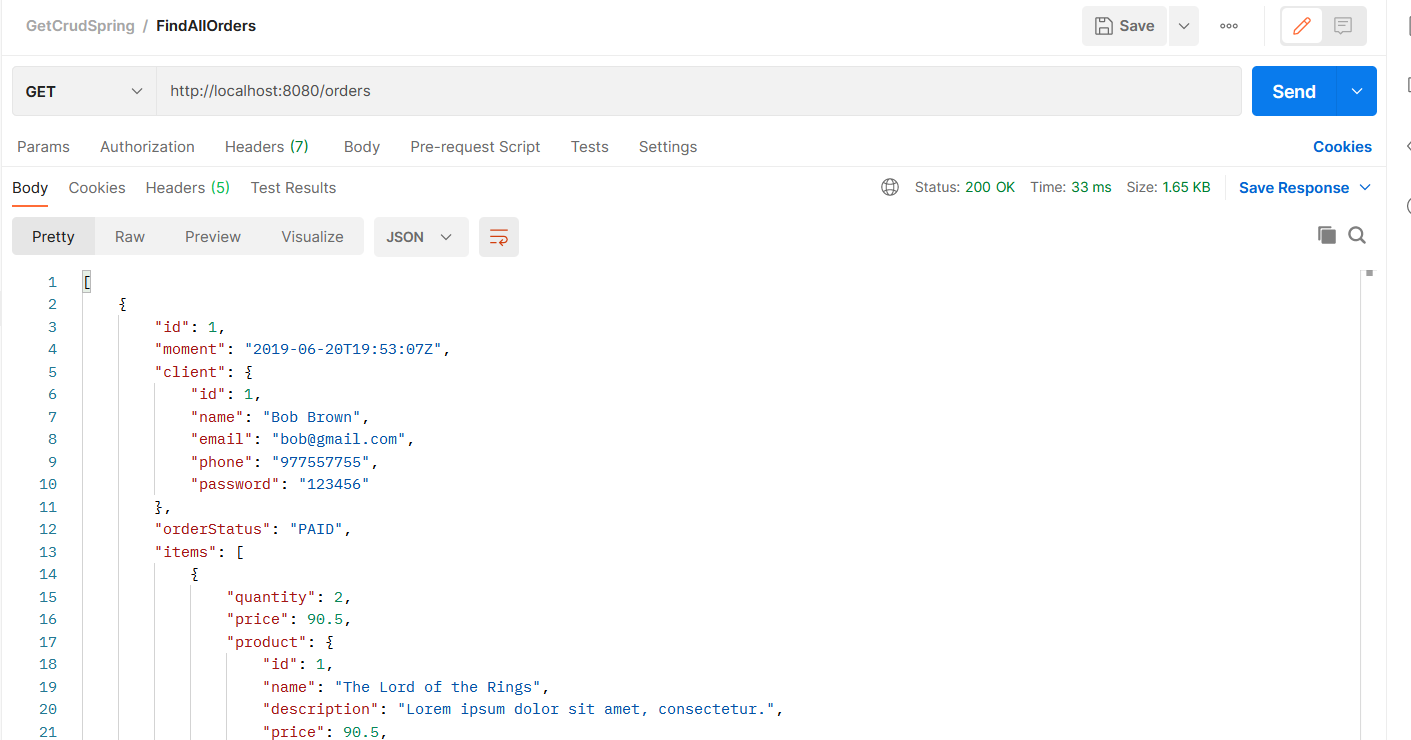 GetCrudSpring / FindAllOrders
Save
GET
http://localhost:8080/orders
Send
Params Authorization Headers (7) Body Pre-request Script Tests Settings Cookies
Body Cookies Headers (5) Test Results Status: 200 OK Time: 33 ms Size: 1.65 KB Save Response
Pretty Raw Preview Visualize JSON
1 [
2 {
3 "id": 1,
4 "moment": "2019-06-20T19:53:07Z",
5 "client": {
6 "id": 1,
7 "name": "Bob Brown",
8 "email": "bob@gmail.com",
9 "phone": "977557755",
10 "password": "123456"
11 },
12 "orderStatus": "PAID",
13 "items": [
14 {
15 "quantity": 2,
16 "price": 90.5,
17 "product": {
18 "id": 1,
19 "name": "The Lord of the Rings",
20 "description": "Lorem ipsum dolor sit amet, consectetur.",
21 "price": 90.5,